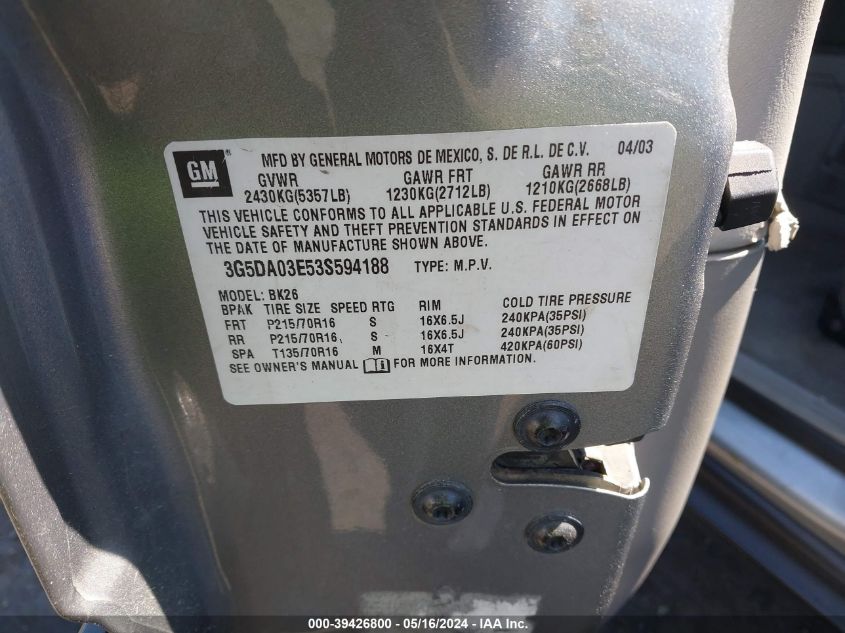 GM
MFD BY GENERAL MOTORS DE MEXICO, S. DE R.L. DE C.V. 04/03
GVWR GAWR FRT GAWR RR
2430KG(5357LB) 1230KG(2712LB) 1210KG(2668LB)
THIS VEHICLE CONFORMS TO ALL APPLICABLE U.S. FEDERAL MOTOR
VEHICLE SAFETY AND THEFT PREVENTION STANDARDS IN EFFECT ON
THE DATE OF MANUFACTURE SHOWN ABOVE.
3G5DA03E53S594188 TYPE: M.P.V.
MODEL: BK26
BPAK TIRE SIZE SPEED RTG RIM COLD TIRE PRESSURE
FRT P215/70R16 S 16X6.5J 240KPA(35PSI)
RR P215/70R16 S 16X6.5J 240KPA(35PSI)
SPA T135/70R16 M 16X4T 420KPA(60PSI)
SEE OWNER'S MANUAL FOR MORE INFORMATION.
000-39426800 - 05/16/2024 - IAA Inc.